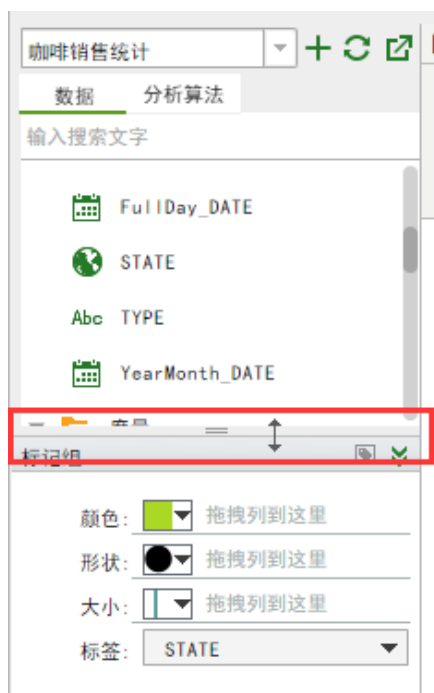 咖啡销售统计
数据 分析算法
输入搜索文字
FullDay_DATE
STATE
Abc TYPE
YearMonth_DATE
度量
标记组
颜色: 拖拽列到这里
形状: 拖拽列到这里
大小: 拖拽列到这里
标签: STATE